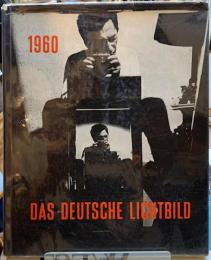 1960
DAS DEUTSCHE LICHTBILD